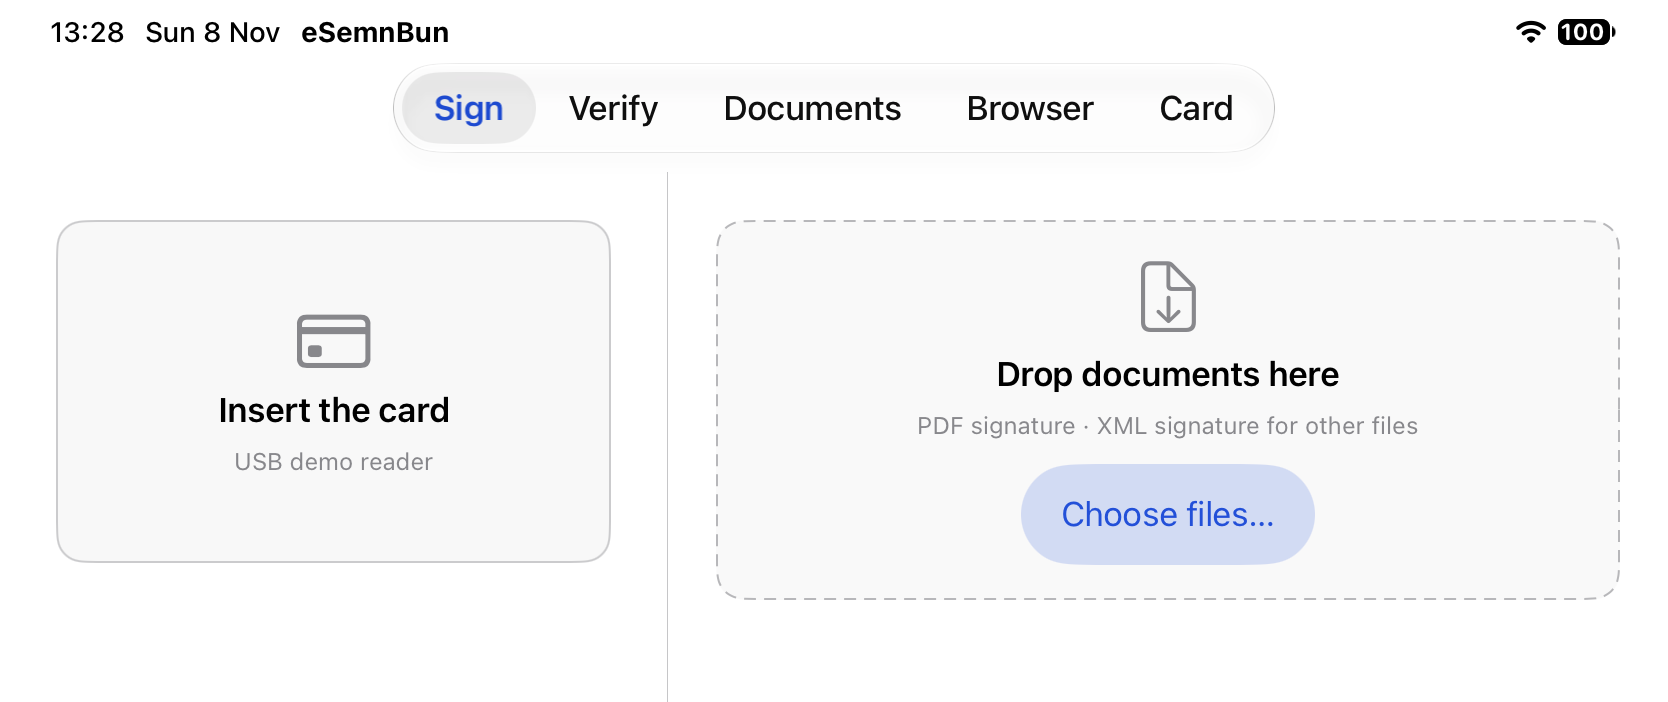 13:28 Sun 8 Nov eSemnBun 100
Sign Verify Documents Browser Card
Insert the card
USB demo reader
Drop documents here
PDF signature · XML signature for other files
Choose files...